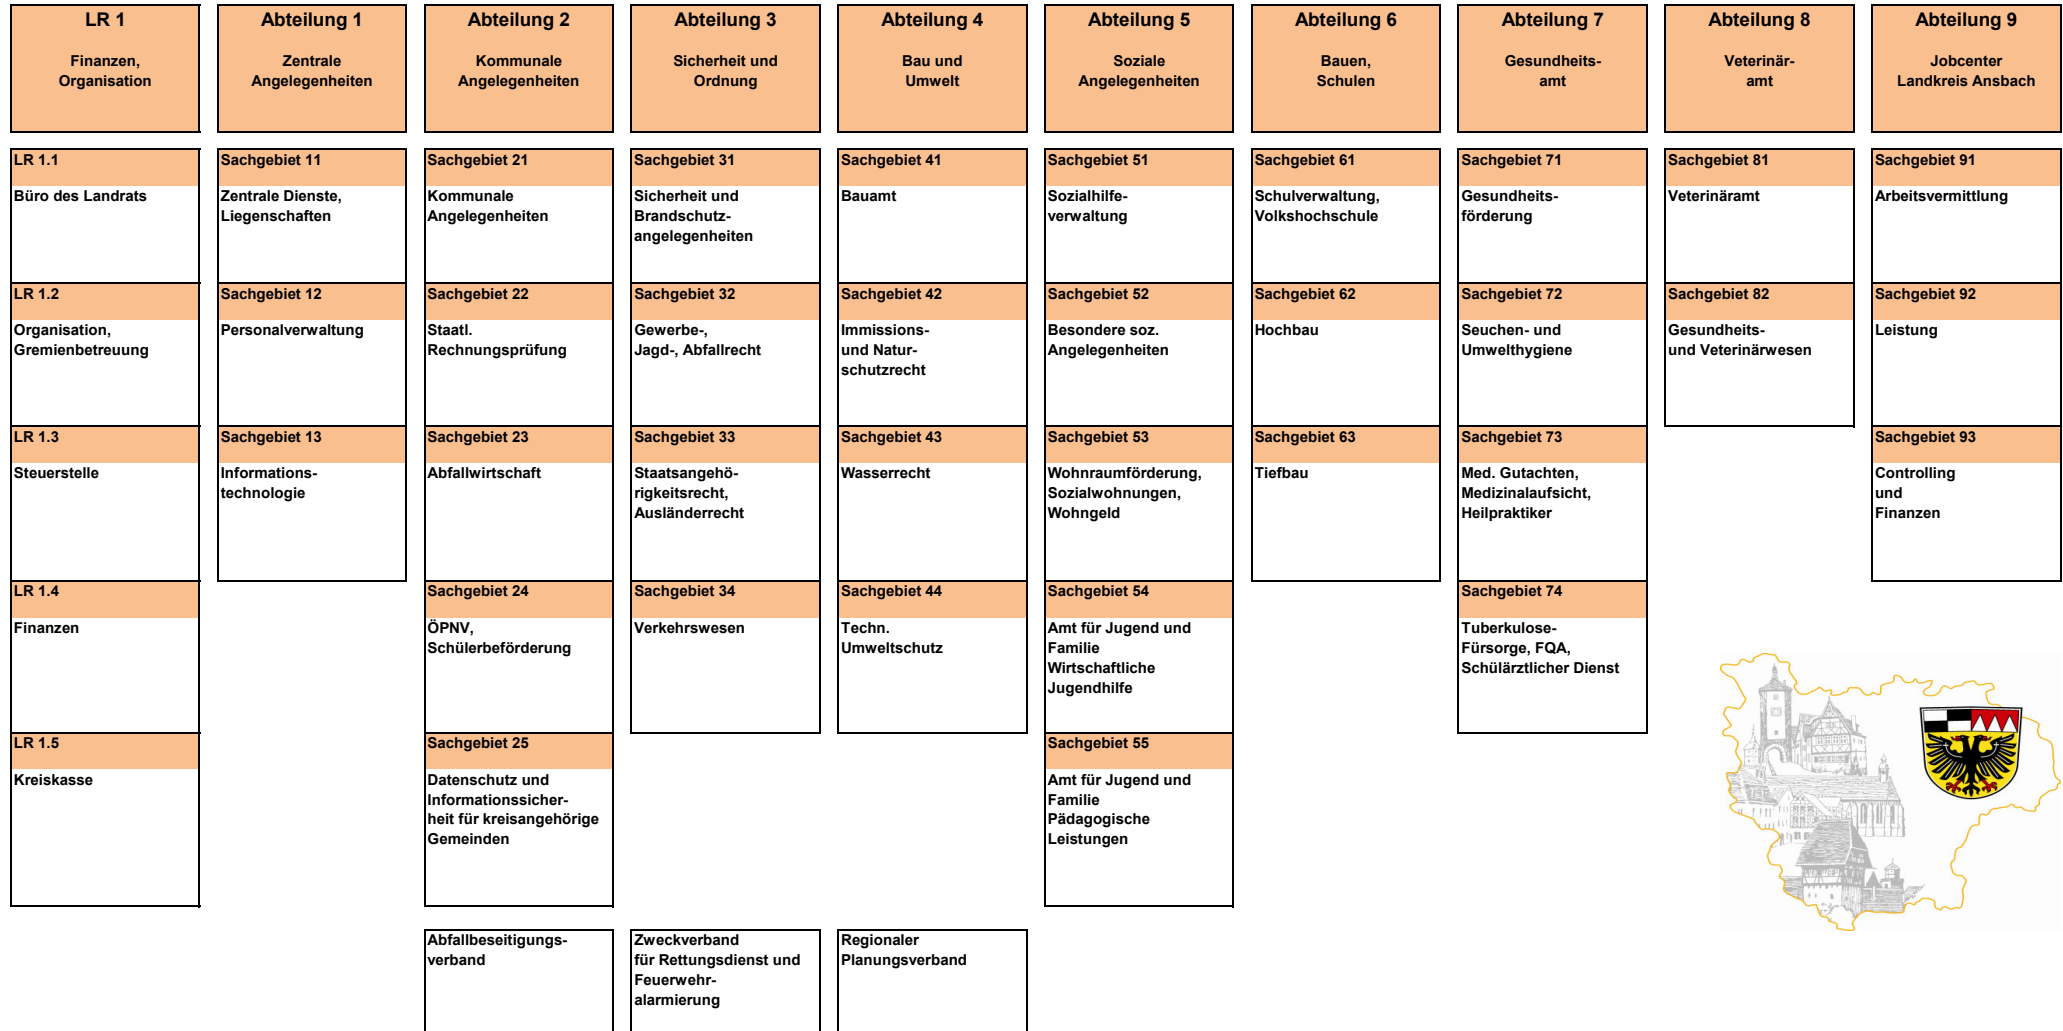 LR 1
Finanzen,
Organisation
Abteilung 1
Zentrale
Angelegenheiten
Abteilung 2
Kommunale
Angelegenheiten
Abteilung 3
Sicherheit und
Ordnung
Abteilung 4
Bau und
Umwelt
Abteilung 5
Soziale
Angelegenheiten
Abteilung 6
Bauen,
Schulen
Abteilung 7
Gesundheits-
amt
Abteilung 8
Veterinär-
amt
Abteilung 9
Jobcenter
Landkreis Ansbach
LR 1.1
Büro des Landrats
Sachgebiet 11
Zentrale Dienste,
Liegenschaften
Sachgebiet 21
Kommunale
Angelegenheiten
Sachgebiet 31
Sicherheit und
Brandschutz-
angelegenheiten
Sachgebiet 41
Bauamt
Sachgebiet 51
Sozialhilfe-
verwaltung
Sachgebiet 61
Schulverwaltung,
Volkshochschule
Sachgebiet 71
Gesundheits-
förderung
Sachgebiet 81
Veterinäramt
Sachgebiet 91
Arbeitsvermittlung
LR 1.2
Organisation,
Gremienbetreuung
Sachgebiet 12
Personalverwaltung
Sachgebiet 22
Staatl.
Rechnungsprüfung
Sachgebiet 32
Gewerbe-,
Jagd-, Abfallrecht
Sachgebiet 42
Immissions-
und Natur-
schutzrecht
Sachgebiet 52
Besondere soz.
Angelegenheiten
Sachgebiet 62
Hochbau
Sachgebiet 72
Seuchen- und
Umwelthygiene
Sachgebiet 82
Gesundheits-
und Veterinärwesen
Sachgebiet 92
Leistung
LR 1.3
Steuerstelle
Sachgebiet 13
Informations-
technologie
Sachgebiet 23
Abfallwirtschaft
Sachgebiet 33
Staatsangehö-
rigkeitsrecht,
Ausländerrecht
Sachgebiet 43
Wasserrecht
Sachgebiet 53
Wohnraumförderung,
Sozialwohnungen,
Wohngeld
Sachgebiet 63
Tiefbau
Sachgebiet 73
Med. Gutachten,
Medizinalaufsicht,
Heilpraktiker
Sachgebiet 93
Controlling
und
Finanzen
LR 1.4
Finanzen
Sachgebiet 24
ÖPNV,
Schülerbeförderung
Sachgebiet 34
Verkehrswesen
Sachgebiet 44
Techn.
Umweltschutz
Sachgebiet 54
Amt für Jugend und
Familie
Wirtschaftliche
Jugendhilfe
Sachgebiet 74
Tuberkulose-
Fürsorge, FQA,
Schülärztlicher Dienst
LR 1.5
Kreiskasse
Sachgebiet 25
Datenschutz und
Informationssicher-
heit für kreisangehörige
Gemeinden
Sachgebiet 55
Amt für Jugend und
Familie
Pädagogische
Leistungen
Abfallbeseitigungs-
verband
Zweckverband
für Rettungsdienst und
Feuerwehr-
alarmierung
Regionaler
Planungsverband